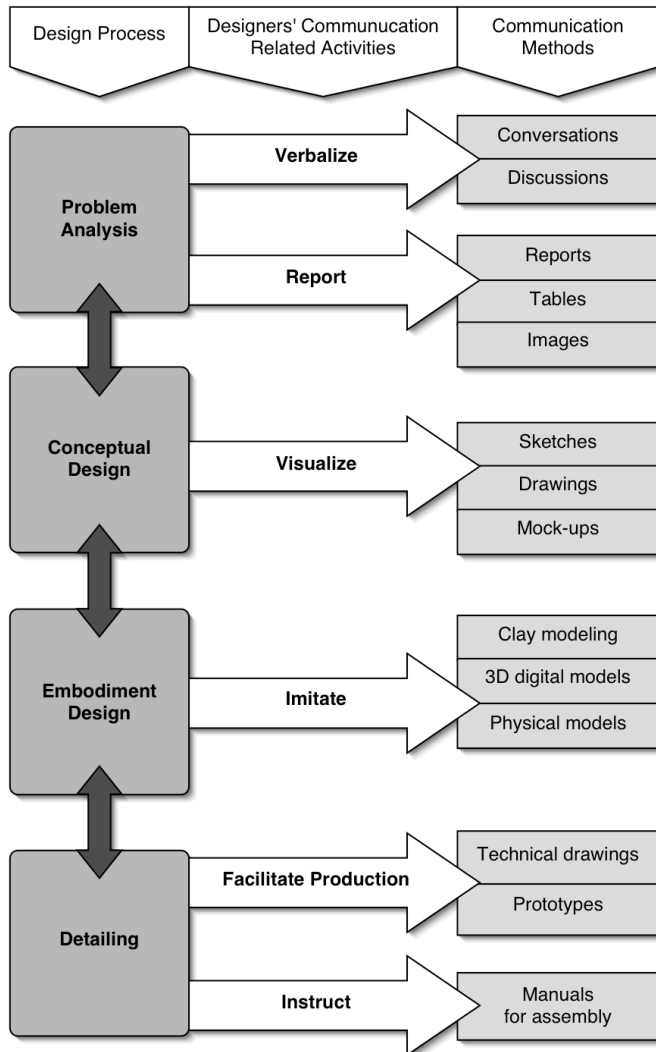 Design Process
Designers' Communucation
Related Activities
Communication
Methods
Problem
Analysis
Verbalize
Conversations
Discussions
Report
Reports
Tables
Images
Conceptual
Design
Visualize
Sketches
Drawings
Mock-ups
Embodiment
Design
Imitate
Clay modeling
3D digital models
Physical models
Detailing
Facilitate Production
Technical drawings
Prototypes
Instruct
Manuals
for assembly